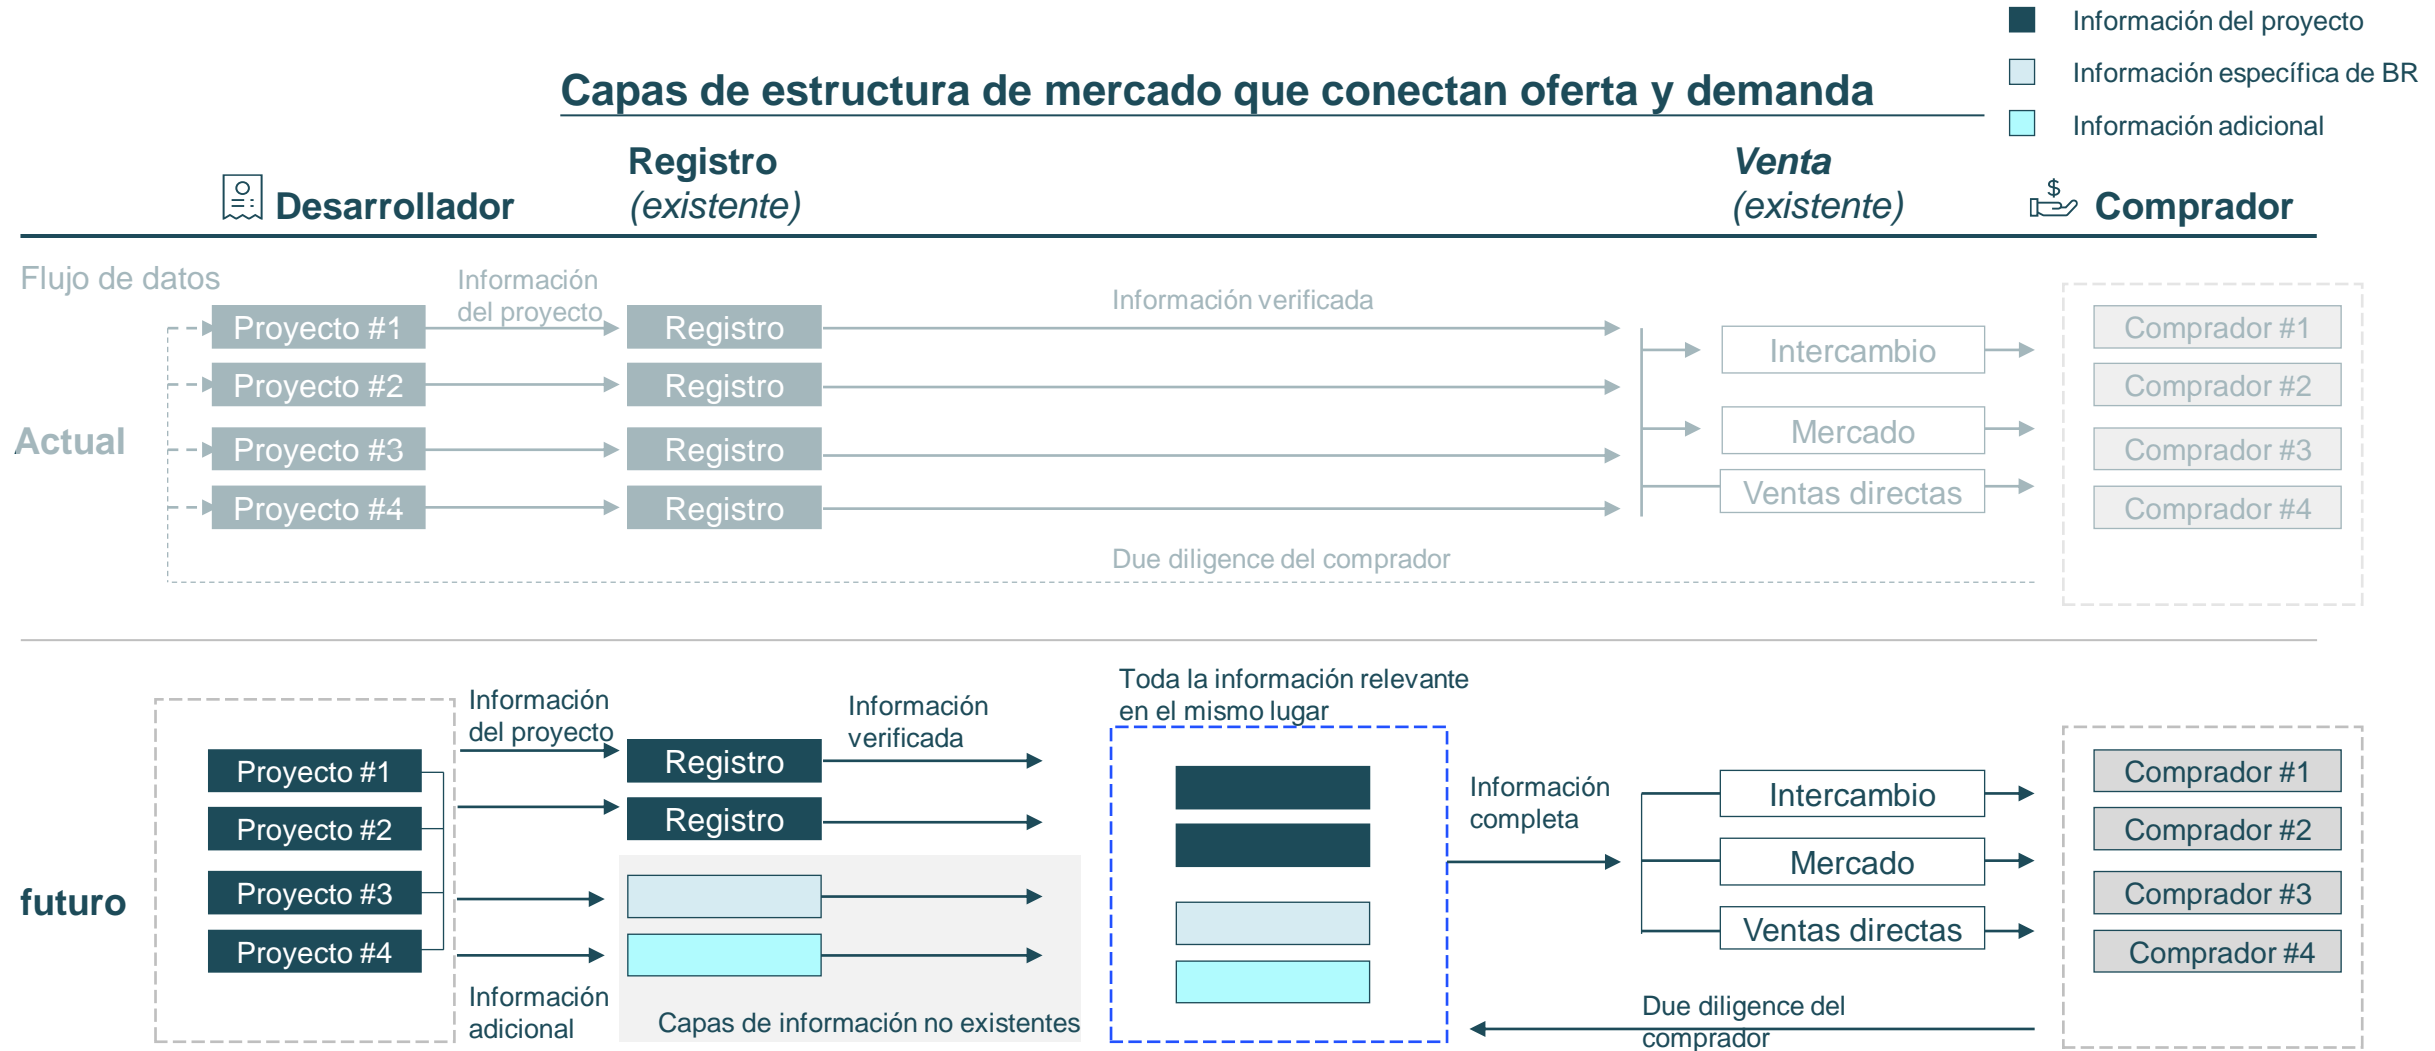 Información del proyecto
Información específica de BR
Información adicional
Capas de estructura de mercado que conectan oferta y demanda
Desarrollador
Registro
(existente)
Venta
(existente)
Comprador
Flujo de datos
Actual
Información
del proyecto
Información verificada
Proyecto #1
Registro
Intercambio
Comprador #1
Proyecto #2
Registro
Comprador #2
Proyecto #3
Registro
Mercado
Comprador #3
Proyecto #4
Registro
Ventas directas
Comprador #4
Due diligence del comprador
futuro
Proyecto #1
Proyecto #2
Proyecto #3
Proyecto #4
Información
del proyecto
Información
adicional
Registro
Registro
Información
verificada
Capas de información no existentes
Toda la información relevante
en el mismo lugar
Información
completa
Intercambio
Mercado
Ventas directas
Comprador #1
Comprador #2
Comprador #3
Comprador #4
Due diligence del
comprador